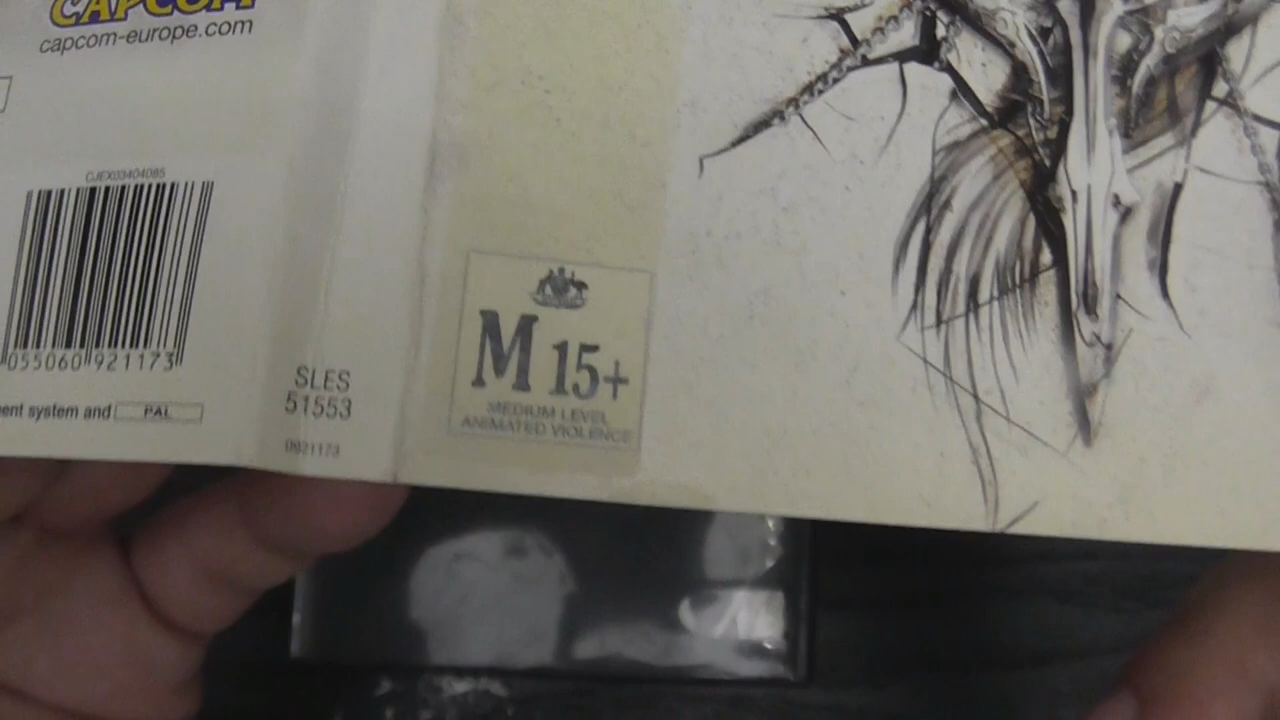 CAPCOM
capcom-europe.com
CJEX03404085
055060 921173
ent system and PAL
SLES
51553
0921173
M 15+
MEDIUM LEVEL
ANIMATED VIOLENCE